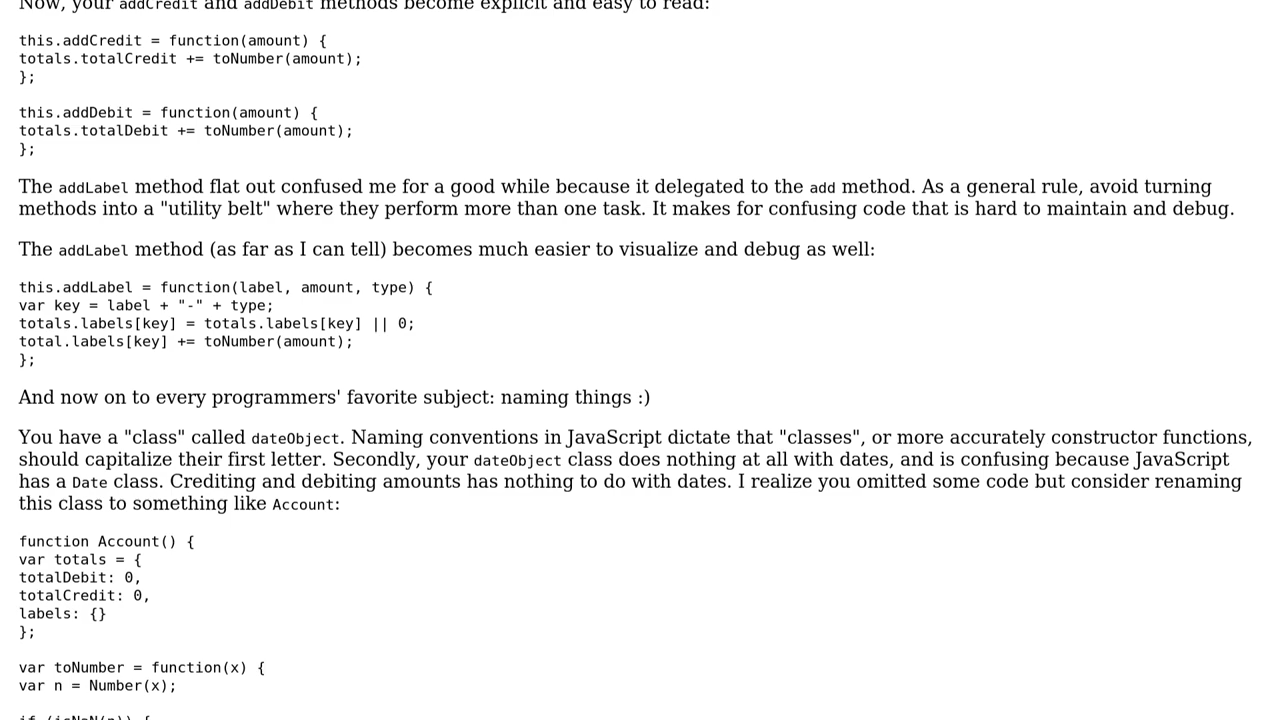 Now, your addCredit and addDebit methods become explicit and easy to read:
this.addCredit = function(amount) {
totals.totalCredit += toNumber(amount);
};
this.addDebit = function(amount) {
totals.totalDebit += toNumber(amount);
};
The addLabel method flat out confused me for a good while because it delegated to the add method. As a general rule, avoid turning
methods into a "utility belt" where they perform more than one task. It makes for confusing code that is hard to maintain and debug.
The addLabel method (as far as I can tell) becomes much easier to visualize and debug as well:
this.addLabel = function(label, amount, type) {
var key = label + "-" + type;
totals.labels[key] = totals.labels[key] || 0;
total.labels[key] += toNumber(amount);
};
And now on to every programmers' favorite subject: naming things :)
You have a "class" called dateObject. Naming conventions in JavaScript dictate that "classes", or more accurately constructor functions,
should capitalize their first letter. Secondly, your dateObject class does nothing at all with dates, and is confusing because JavaScript
has a Date class. Crediting and debiting amounts has nothing to do with dates. I realize you omitted some code but consider renaming
this class to something like Account:
function Account() {
var totals = {
totalDebit: 0,
totalCredit: 0,
labels: {}
};
var toNumber = function(x) {
var n = Number(x);
if (isNaN(n)) {